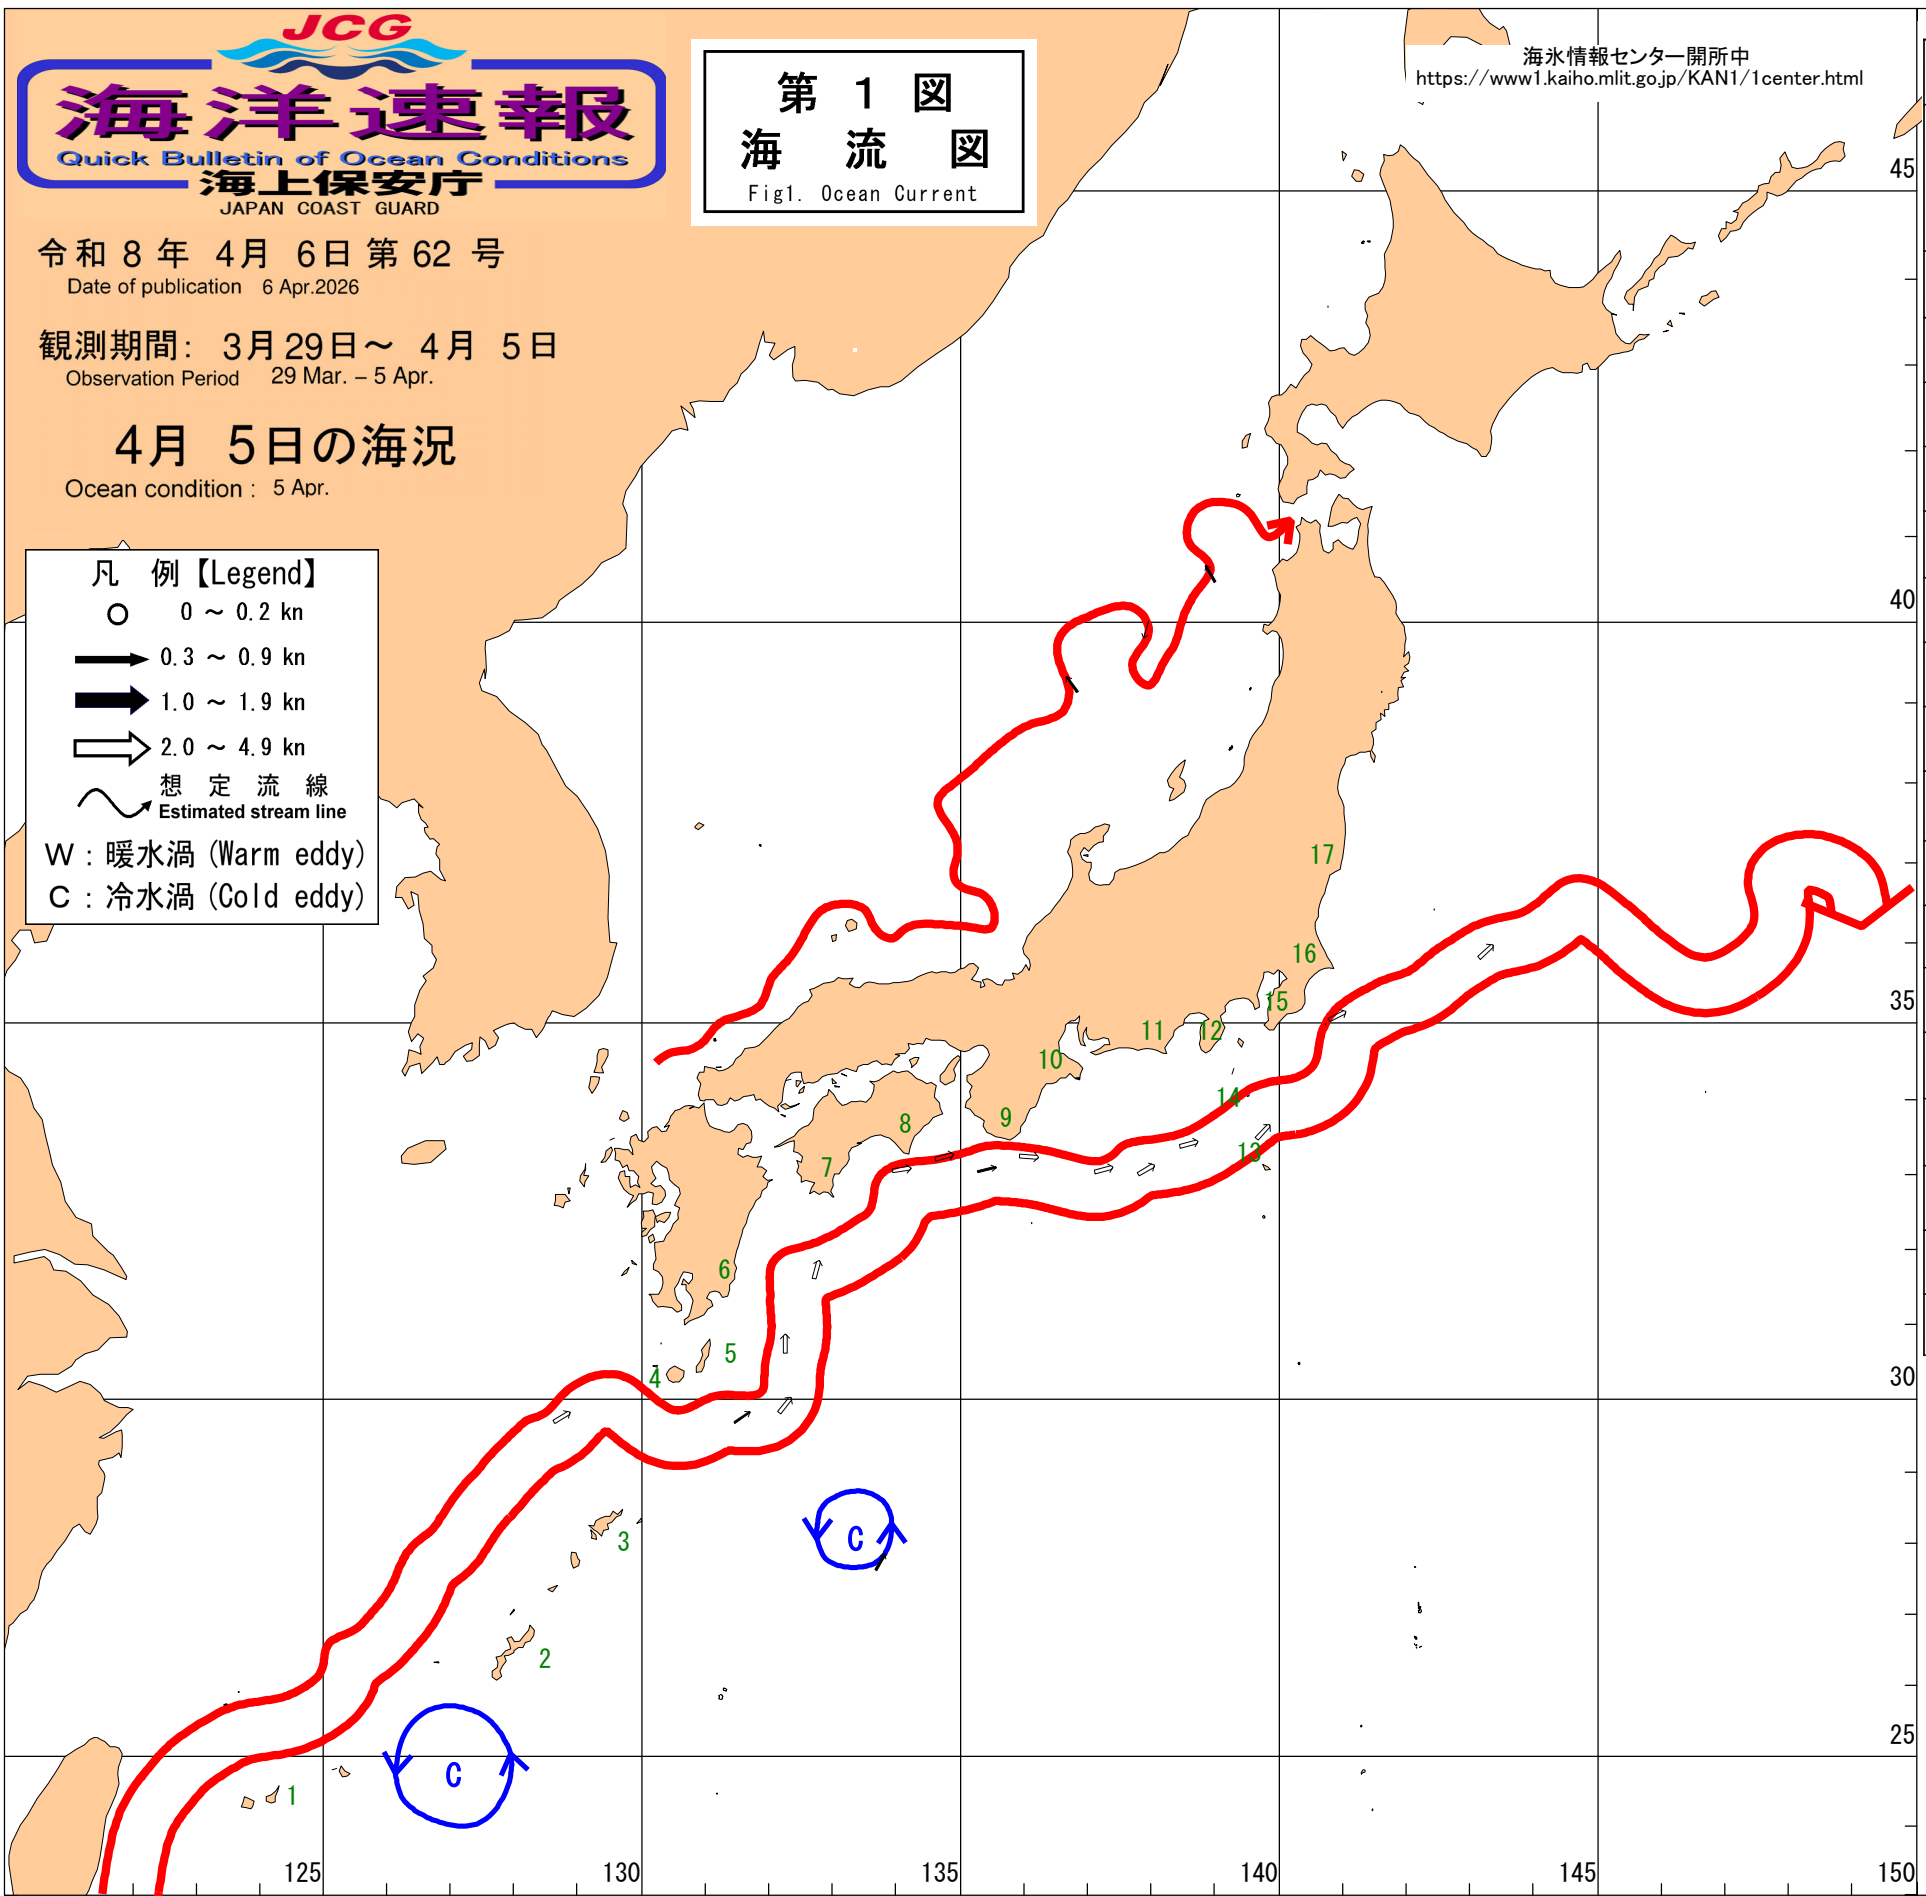 JCG
海洋速報
Quick Bulletin of Ocean Conditions
海上保安庁
JAPAN COAST GUARD
令和 8 年 4月 6日 第 62 号
Date of publication 6 Apr.2026
観測期間: 3月29日～ 4月 5日
Observation Period 29 Mar. – 5 Apr.
4月 5日の海況
Ocean condition : 5 Apr.
第 1 図
海 流 図
Fig1. Ocean Current
海氷情報センター開所中
https://www1.kaiho.mlit.go.jp/KAN1/1center.html
凡 例【Legend】
0 ～ 0.2 kn
0.3 ～ 0.9 kn
1.0 ～ 1.9 kn
2.0 ～ 4.9 kn
想 定 流 線
Estimated stream line
W : 暖水渦 (Warm eddy)
C : 冷水渦 (Cold eddy)
45
40
35
30
25
17
16
15
12
11
10
14
13
9
8
7
6
5
4
3
2
1
C
C
125
130
135
140
145
150